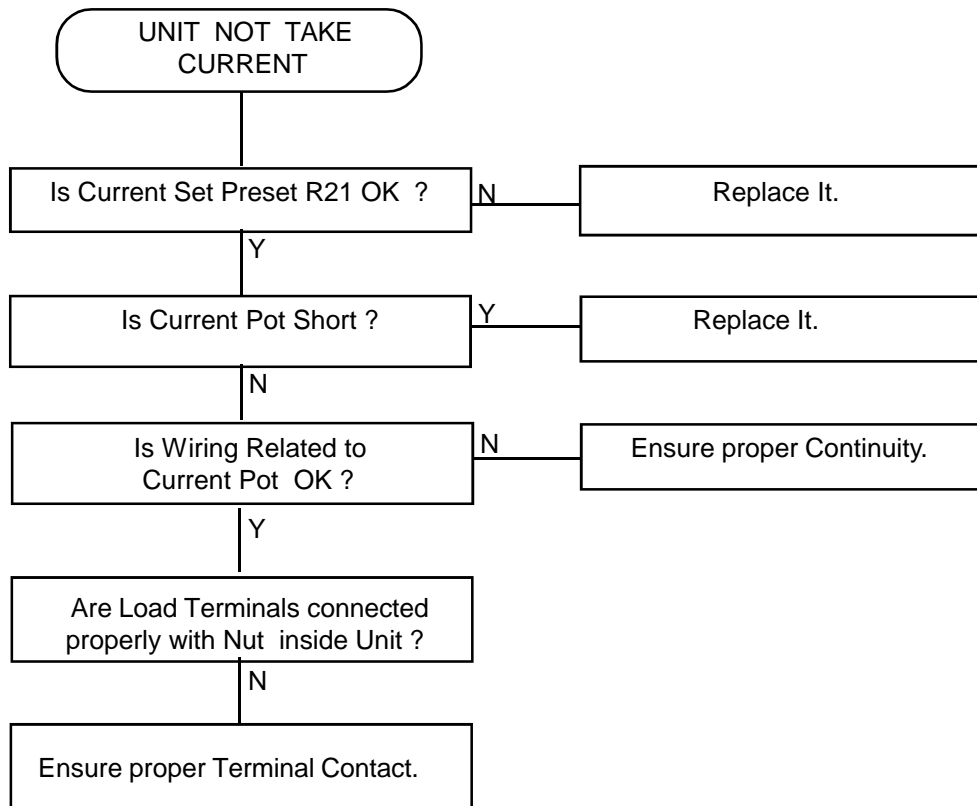 UNIT NOT TAKE
CURRENT
Is Current Set Preset R21 OK ?
N
Replace It.
Y
Is Current Pot Short ?
Y
Replace It.
N
Is Wiring Related to
Current Pot OK ?
N
Ensure proper Continuity.
Y
Are Load Terminals connected
properly with Nut inside Unit ?
N
Ensure proper Terminal Contact.